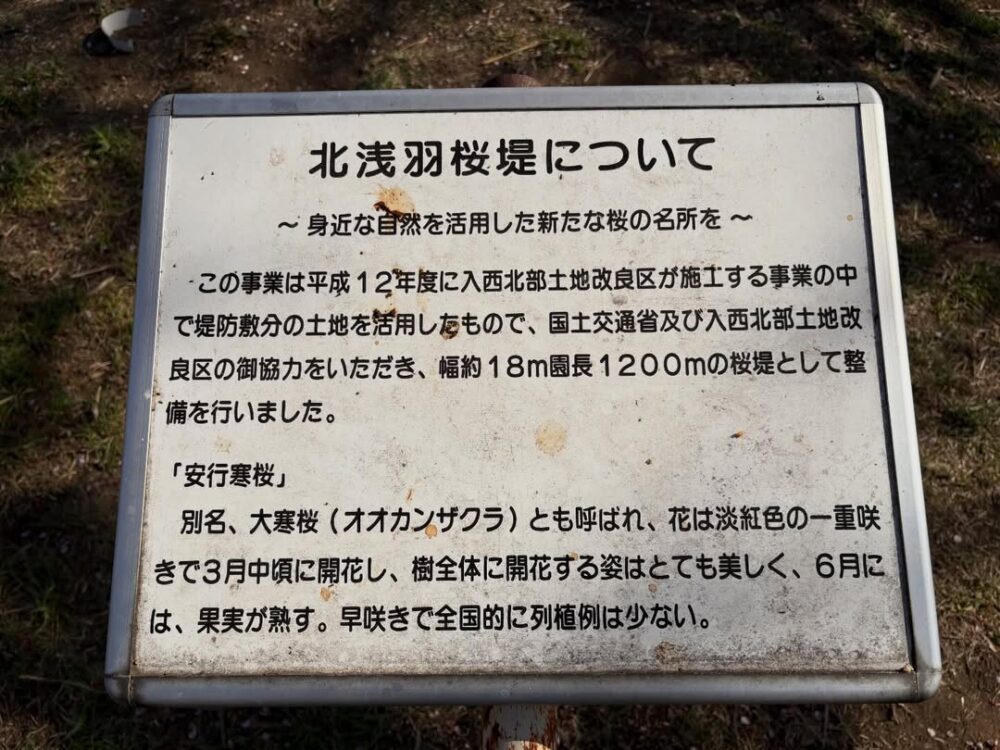 北浅羽桜堤について
～ 身近な自然を活用した新たな桜の名所を ～
この事業は平成12年度に入西北部土地改良区が施工する事業の中
で堤防敷分の土地を活用したもので、国土交通省及び入西北部土地改
良区の御協力をいただき、幅約18m園長1200mの桜堤として整
備を行いました。
「安行寒桜」
別名、大寒桜（オオカンザクラ）とも呼ばれ、花は淡紅色の一重咲
きで3月中頃に開花し、樹全体に開花する姿はとても美しく、6月に
は、果実が熟す。早咲きで全国的に列植例は少ない。